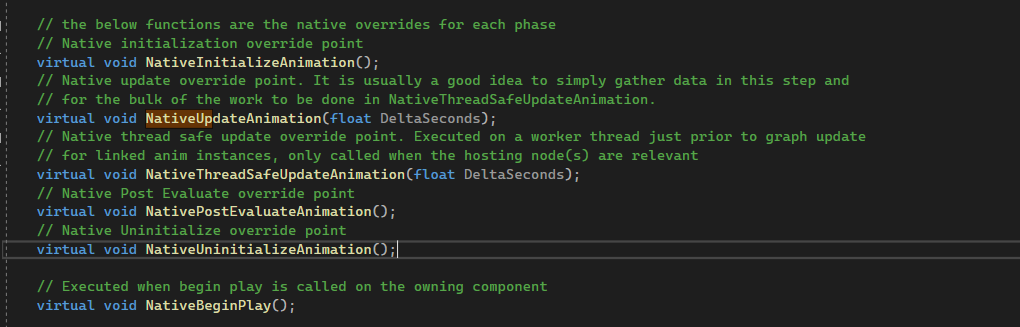 // the below functions are the native overrides for each phase
// Native initialization override point
virtual void NativeInitializeAnimation();
// Native update override point. It is usually a good idea to simply gather data in this step and
// for the bulk of the work to be done in NativeThreadSafeUpdateAnimation.
virtual void NativeUpdateAnimation(float DeltaSeconds);
// Native thread safe update override point. Executed on a worker thread just prior to graph update
// for linked anim instances, only called when the hosting node(s) are relevant
virtual void NativeThreadSafeUpdateAnimation(float DeltaSeconds);
// Native Post Evaluate override point
virtual void NativePostEvaluateAnimation();
// Native Uninitialize override point
virtual void NativeUninitializeAnimation();
// Executed when begin play is called on the owning component
virtual void NativeBeginPlay();